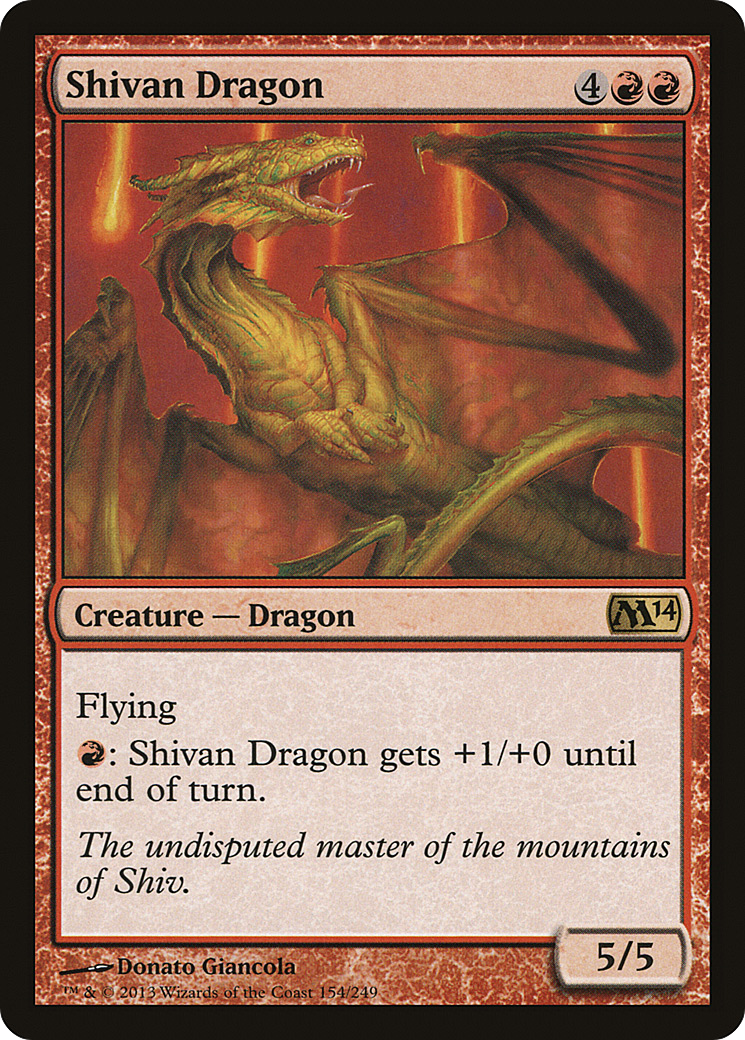 Shivan Dragon 4
Creature — Dragon M14
Flying
: Shivan Dragon gets +1/+0 until
end of turn.
The undisputed master of the mountains
of Shiv.
5/5
Donato Giancola
™ & © 2013 Wizards of the Coast 154/249